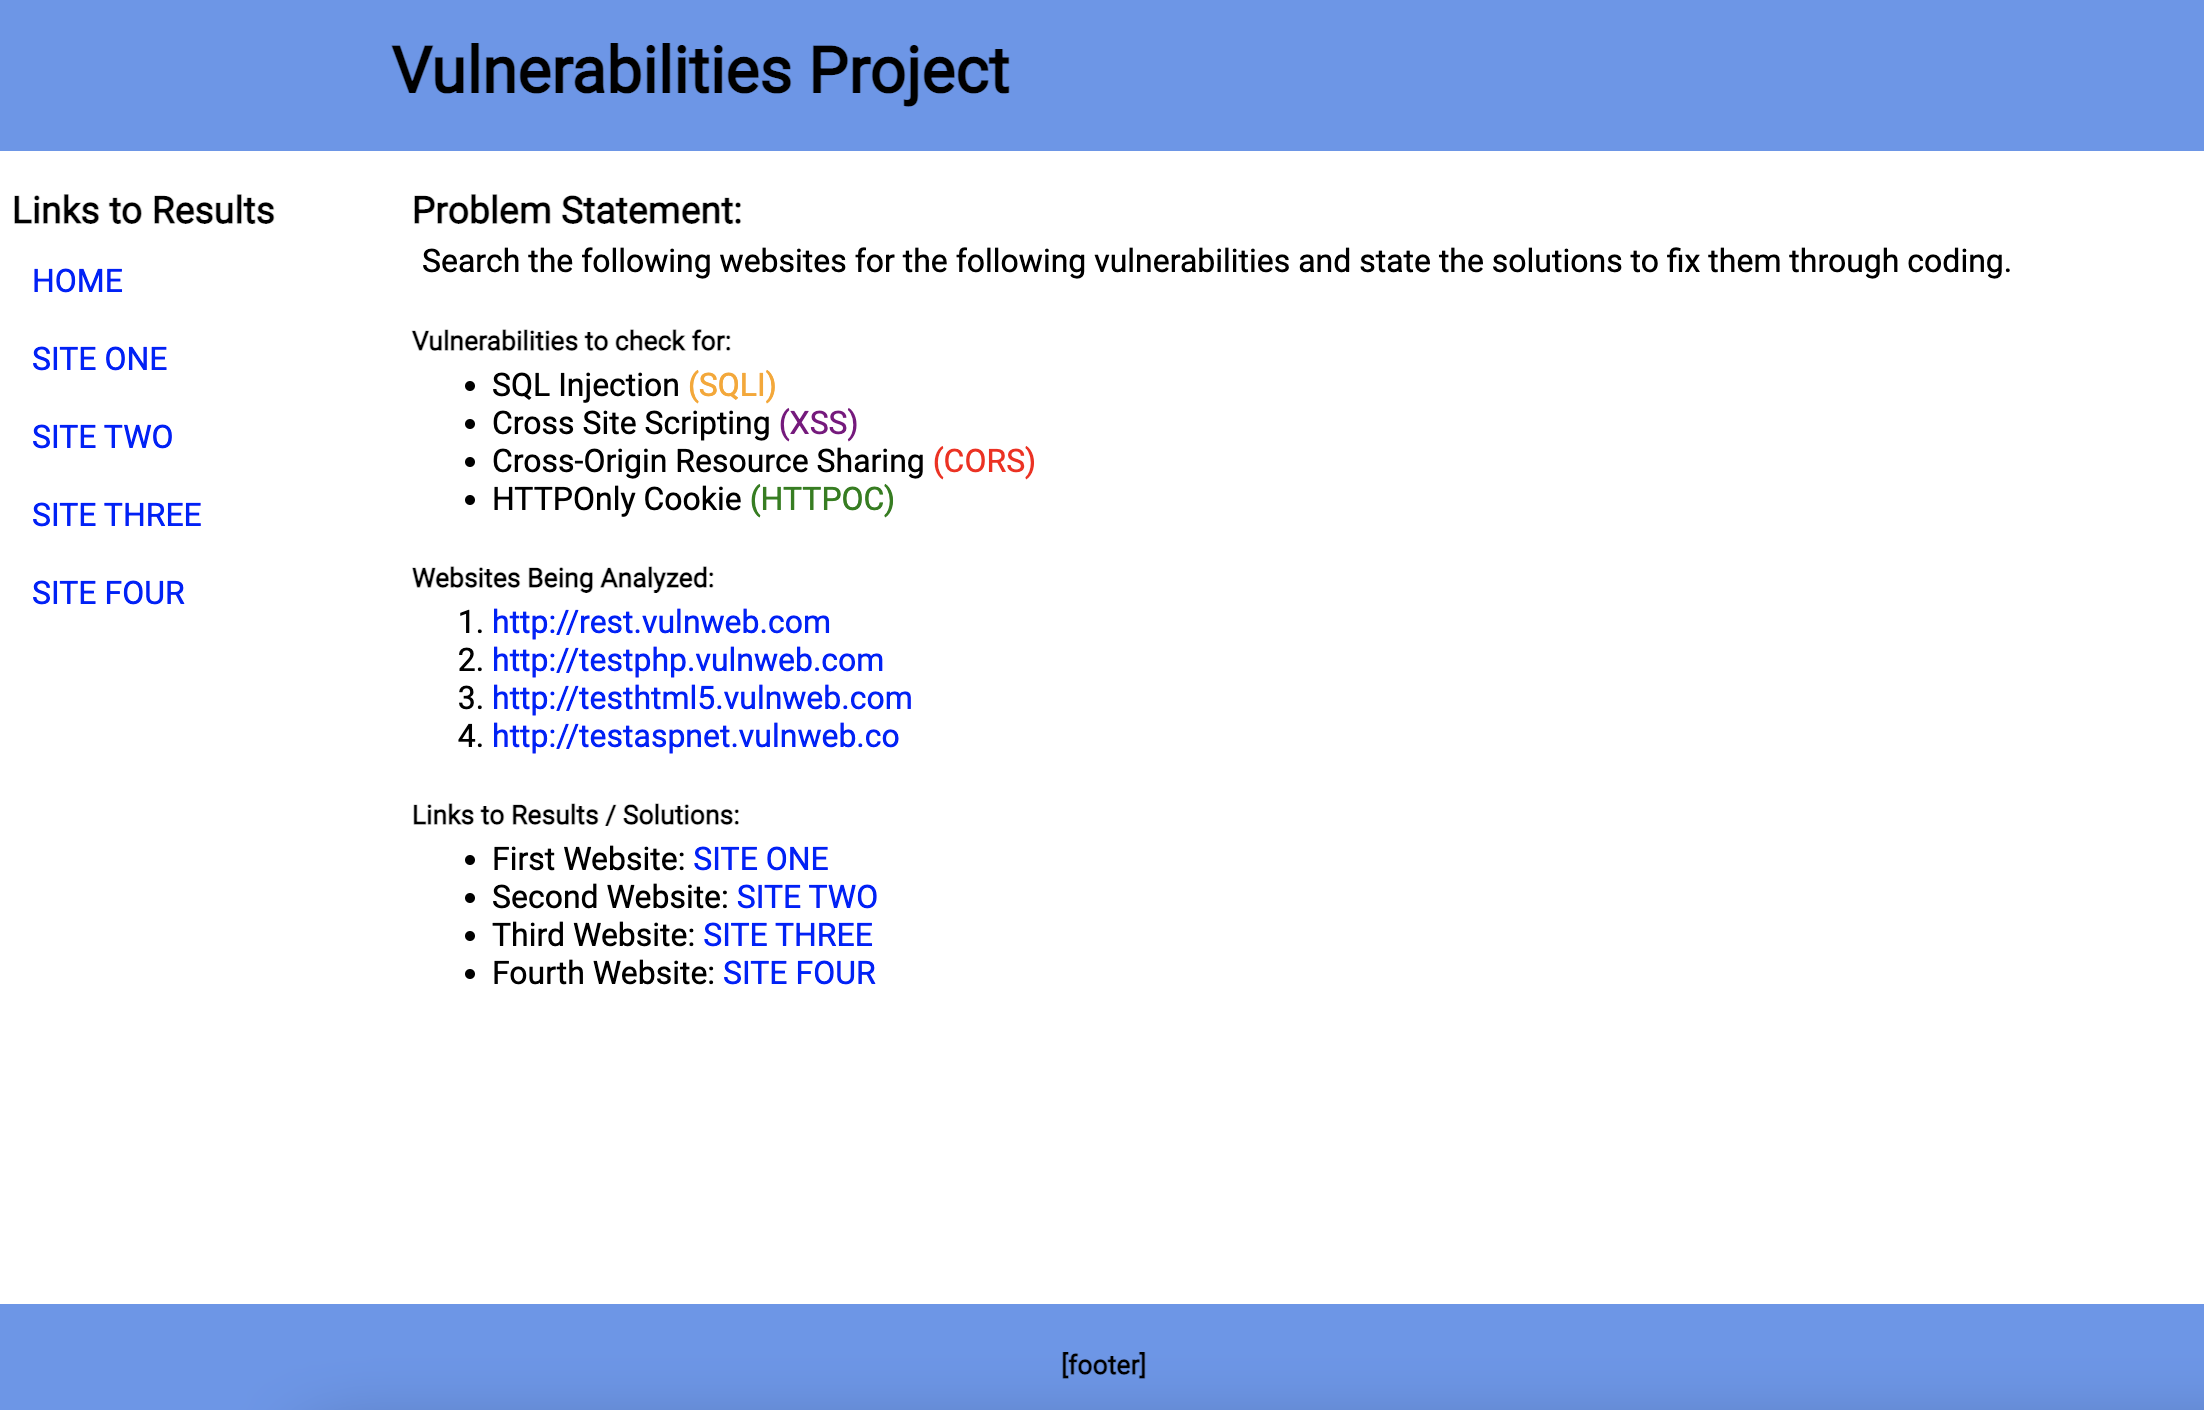 Vulnerabilities Project
Links to Results
HOME
SITE ONE
SITE TWO
SITE THREE
SITE FOUR
Problem Statement:
Search the following websites for the following vulnerabilities and state the solutions to fix them through coding.
Vulnerabilities to check for:
• SQL Injection (SQLI)
• Cross Site Scripting (XSS)
• Cross-Origin Resource Sharing (CORS)
• HTTPOnly Cookie (HTTPOC)
Websites Being Analyzed:
1. http://rest.vulnweb.com
2. http://testphp.vulnweb.com
3. http://testhtml5.vulnweb.com
4. http://testaspnet.vulnweb.co
Links to Results / Solutions:
• First Website: SITE ONE
• Second Website: SITE TWO
• Third Website: SITE THREE
• Fourth Website: SITE FOUR
[footer]